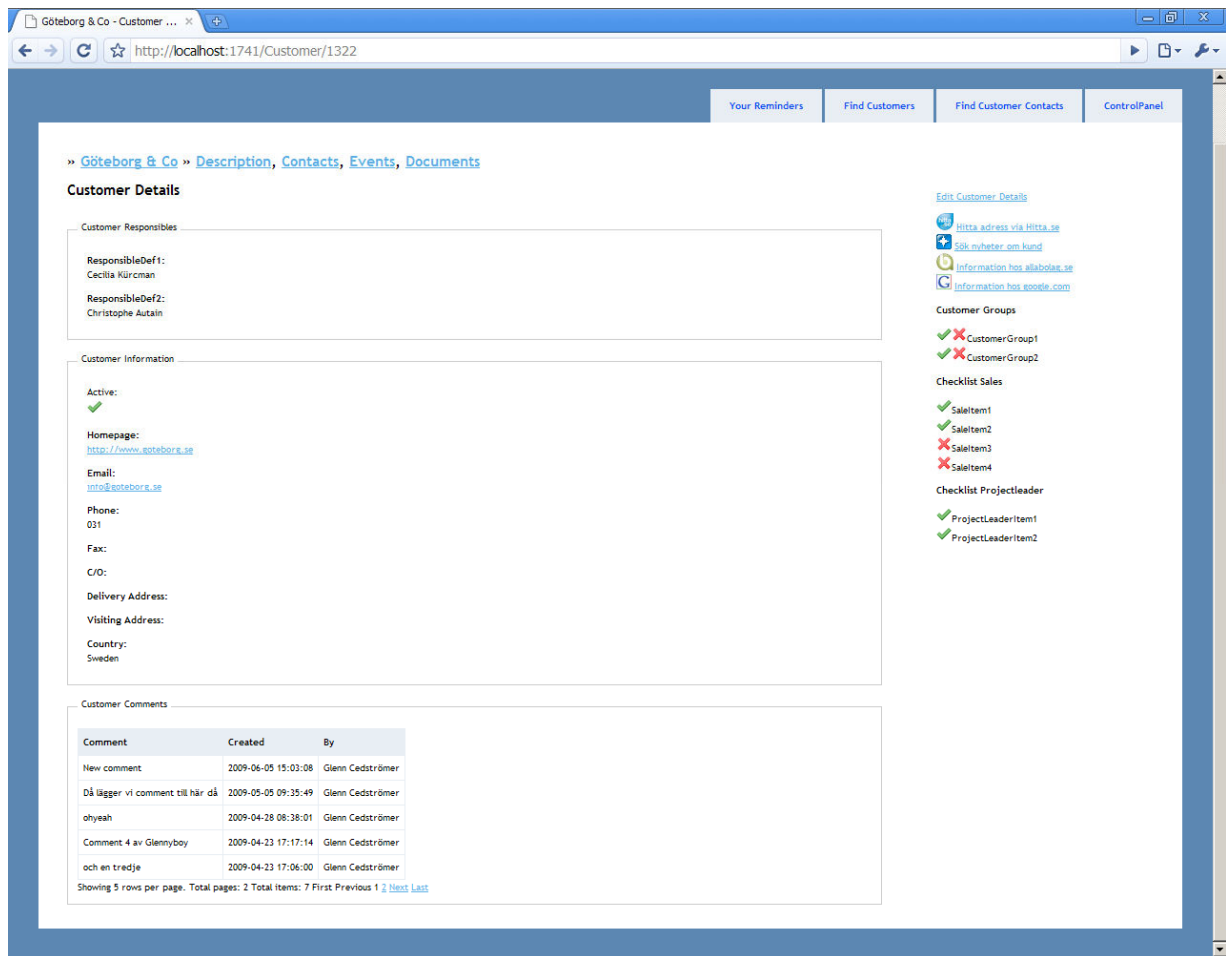 Göteborg & Co - Customer ...
http://localhost:1741/Customer/1322
Your Reminders
Find Customers
Find Customer Contacts
ControlPanel
» Göteborg & Co » Description, Contacts, Events, Documents
Customer Details
Customer Responsibles
ResponsibleDef1:
Cecilia Kürcman
ResponsibleDef2:
Christophe Autain
Customer Information
Active:
Homepage:
http://www.goteborg.se
Email:
info@goteborg.se
Phone:
031
Fax:
C/O:
Delivery Address:
Visiting Address:
Country:
Sweden
Customer Comments
Comment Created By
New comment 2009-06-05 15:03:08 Glenn Cedströmer
Då lägger vi comment till här då 2009-05-05 09:35:49 Glenn Cedströmer
ohyeah 2009-04-28 08:38:01 Glenn Cedströmer
Comment 4 av Glennyboy 2009-04-23 17:17:14 Glenn Cedströmer
och en tredje 2009-04-23 17:06:00 Glenn Cedströmer
Showing 5 rows per page. Total pages: 2 Total items: 7 First Previous 1 2 Next Last
Edit Customer Details
Hitta adress via Hitta.se
Sök nyheter om kund
Information hos allabolag.se
Information hos google.com
Customer Groups
CustomerGroup1
CustomerGroup2
Checklist Sales
SaleItem1
SaleItem2
SaleItem3
SaleItem4
Checklist Projectleader
ProjectLeaderItem1
ProjectLeaderItem2